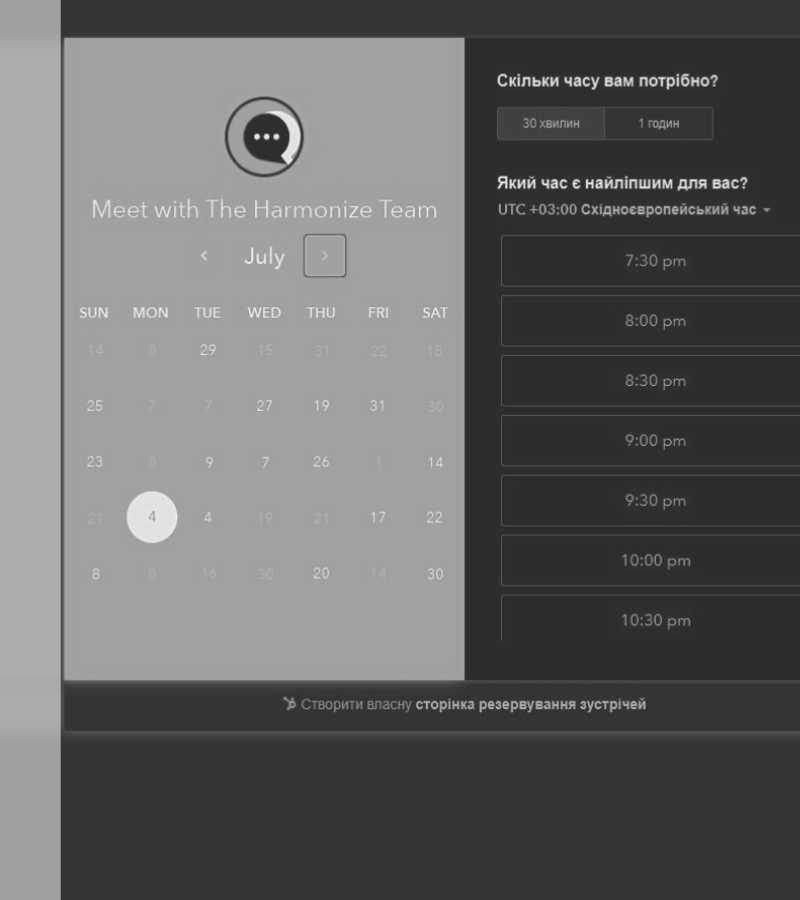 Meet with The Harmonize Team
July
SUN MON TUE WED THU FRI SAT
14 8 29 15 31 22 18
25 7 7 27 19 31 30
23 8 9 7 26 1 14
21 4 4 19 21 17 22
8 8 16 30 20 14 30
Скільки часу вам потрібно?
30 хвилин 1 годин
Який час є найліпшим для вас?
UTC +03:00 Східноєвропейський час
7:30 pm
8:00 pm
8:30 pm
9:00 pm
9:30 pm
10:00 pm
10:30 pm
Створити власну сторінка резервування зустрічей